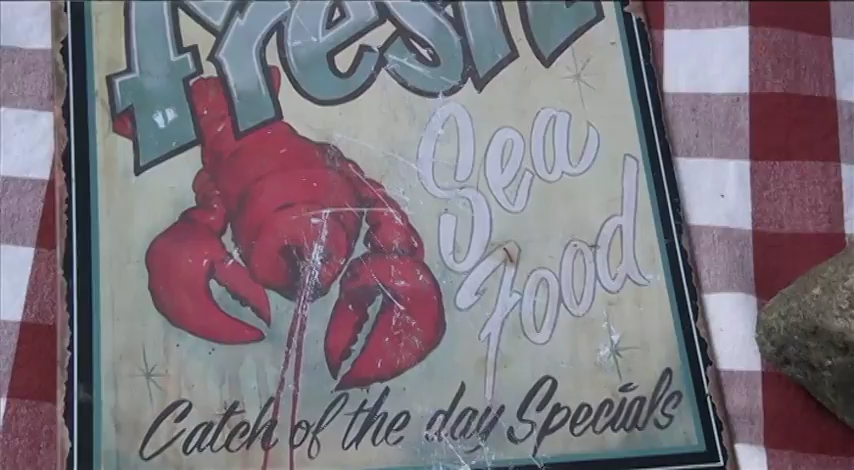 fresh
Sea
Food
Catch of the day Specials